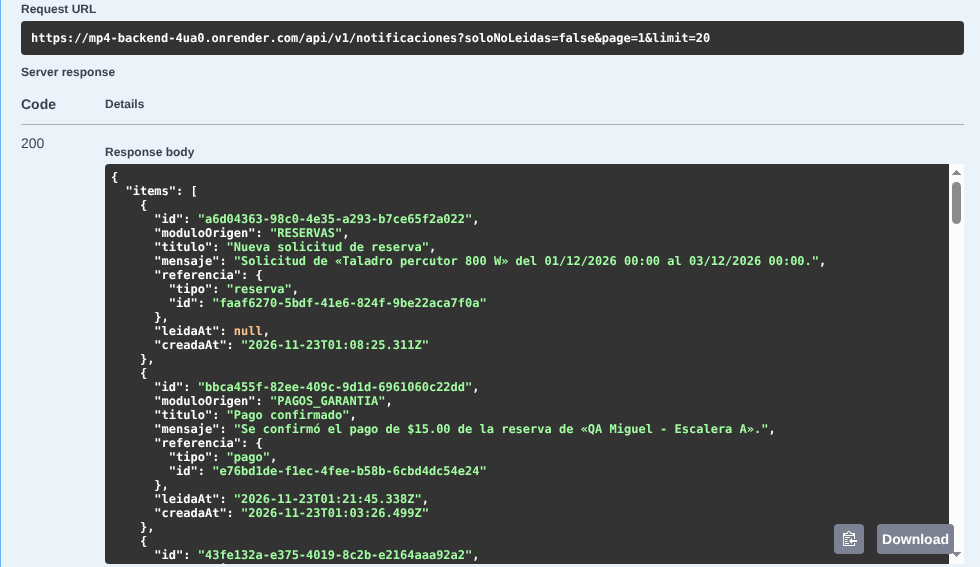 Request URL
https://mp4-backend-4ua0.onrender.com/api/v1/notificaciones?soloNoLeidas=false&page=1&limit=20
Server response
Code Details
200
Response body
{
"items": [
{
"id": "a6d04363-98c0-4e35-a293-b7ce65f2a022",
"moduloOrigen": "RESERVAS",
"titulo": "Nueva solicitud de reserva",
"mensaje": "Solicitud de «Taladro percutor 800 W» del 01/12/2026 00:00 al 03/12/2026 00:00.",
"referencia": {
"tipo": "reserva",
"id": "faaf6270-5bdf-41e6-824f-9be22aca7f0a"
},
"leidaAt": null,
"creadaAt": "2026-11-23T01:08:25.311Z"
},
{
"id": "bbca455f-82ee-409c-9d1d-6961060c22dd",
"moduloOrigen": "PAGOS_GARANTIA",
"titulo": "Pago confirmado",
"mensaje": "Se confirmó el pago de $15.00 de la reserva de «QA Miguel - Escalera A».",
"referencia": {
"tipo": "pago",
"id": "e76bd1de-f1ec-4fee-b58b-6cbd4dc54e24"
},
"leidaAt": "2026-11-23T01:21:45.338Z",
"creadaAt": "2026-11-23T01:03:26.499Z"
},
{
"id": "43fe132a-e375-4019-8c2b-e2164aaa92a2",
Download